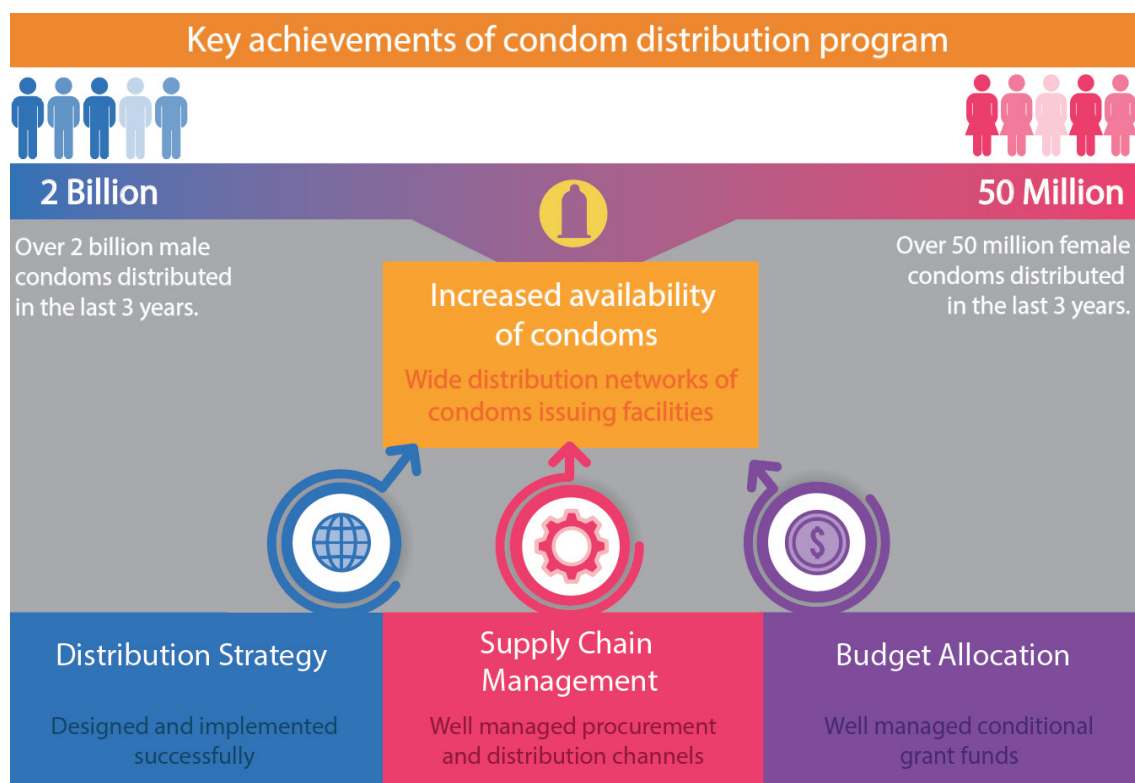 Key achievements of condom distribution program
2 Billion
50 Million
Over 2 billion male
condoms distributed
in the last 3 years.
Over 50 million female
condoms distributed
in the last 3 years.
Increased availability
of condoms
Wide distribution networks of
condoms issuing facilities
$
Distribution Strategy
Designed and implemented
successfully
Supply Chain
Management
Well managed procurement
and distribution channels
Budget Allocation
Well managed conditional
grant funds